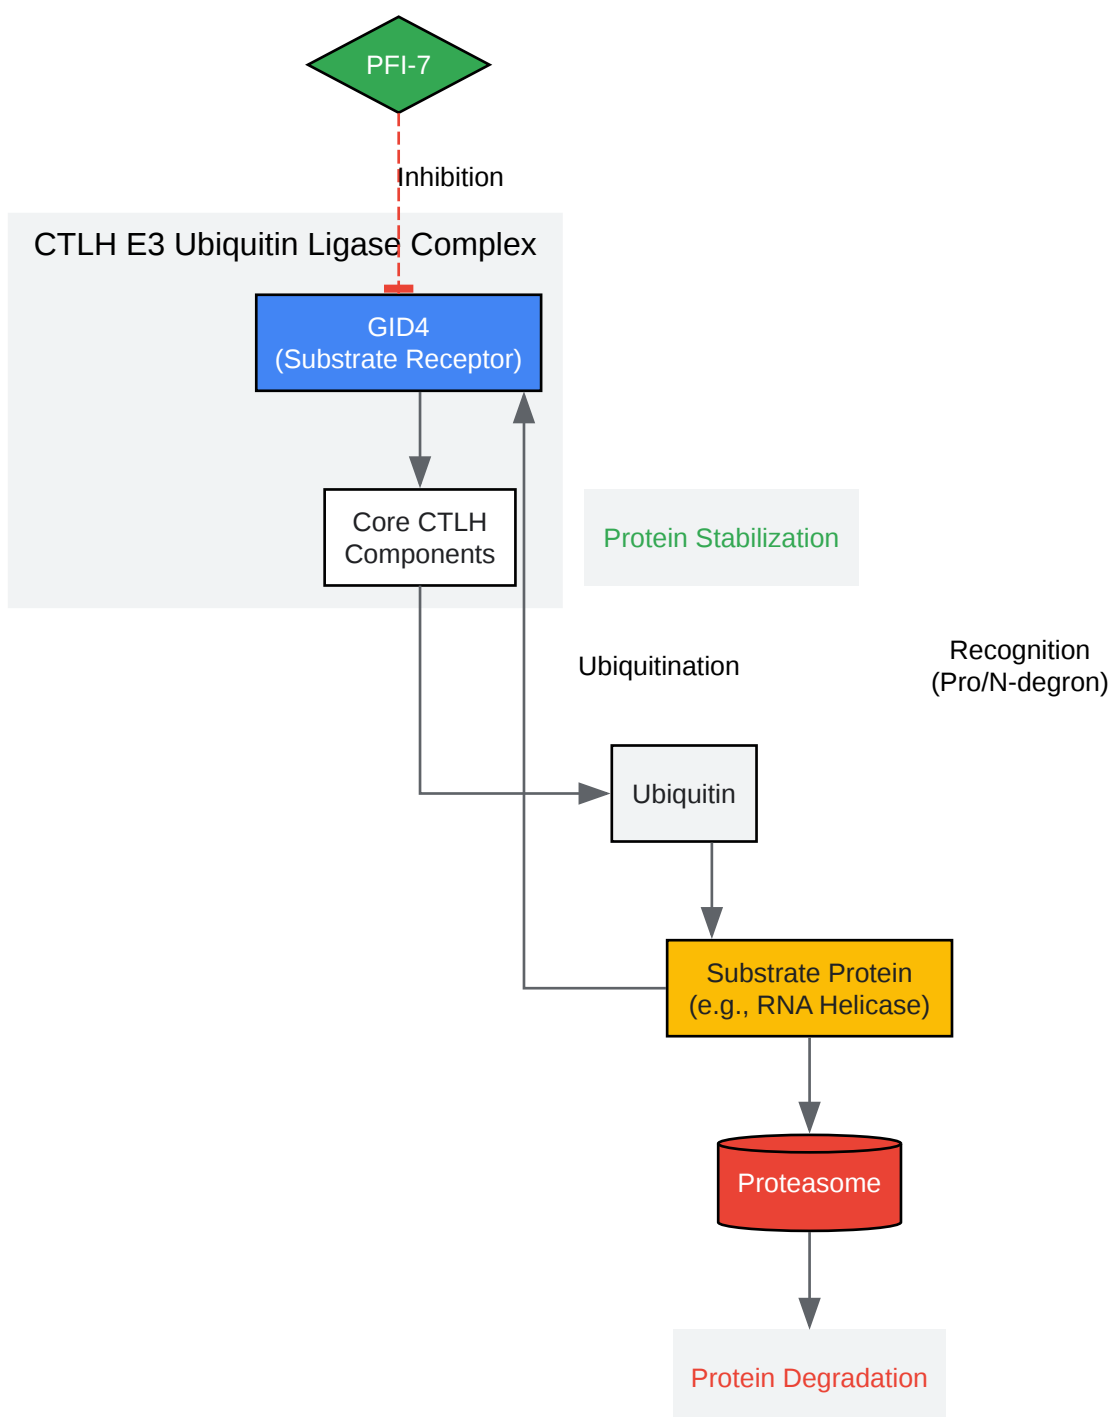 PFI-7
Inhibition
CTLH E3 Ubiquitin Ligase Complex
GID4
(Substrate Receptor)
Core CTLH
Components
Protein Stabilization
Ubiquitination
Recognition
(Pro/N-degron)
Ubiquitin
Substrate Protein
(e.g., RNA Helicase)
Proteasome
Protein Degradation